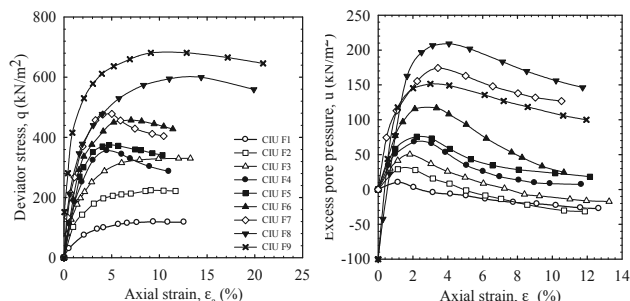 Deviator stress, q (kN/m²)
800
600
400
200
0
0 5 10 15 20 25
Axial strain, εₐ (%)
CIU F1
CIU F2
CIU F3
CIU F4
CIU F5
CIU F6
CIU F7
CIU F8
CIU F9
Excess pore pressure, u (kN/m²)
250
200
150
100
50
0
-50
-100
0 2 4 6 8 10 12 14
Axial strain, ε (%)